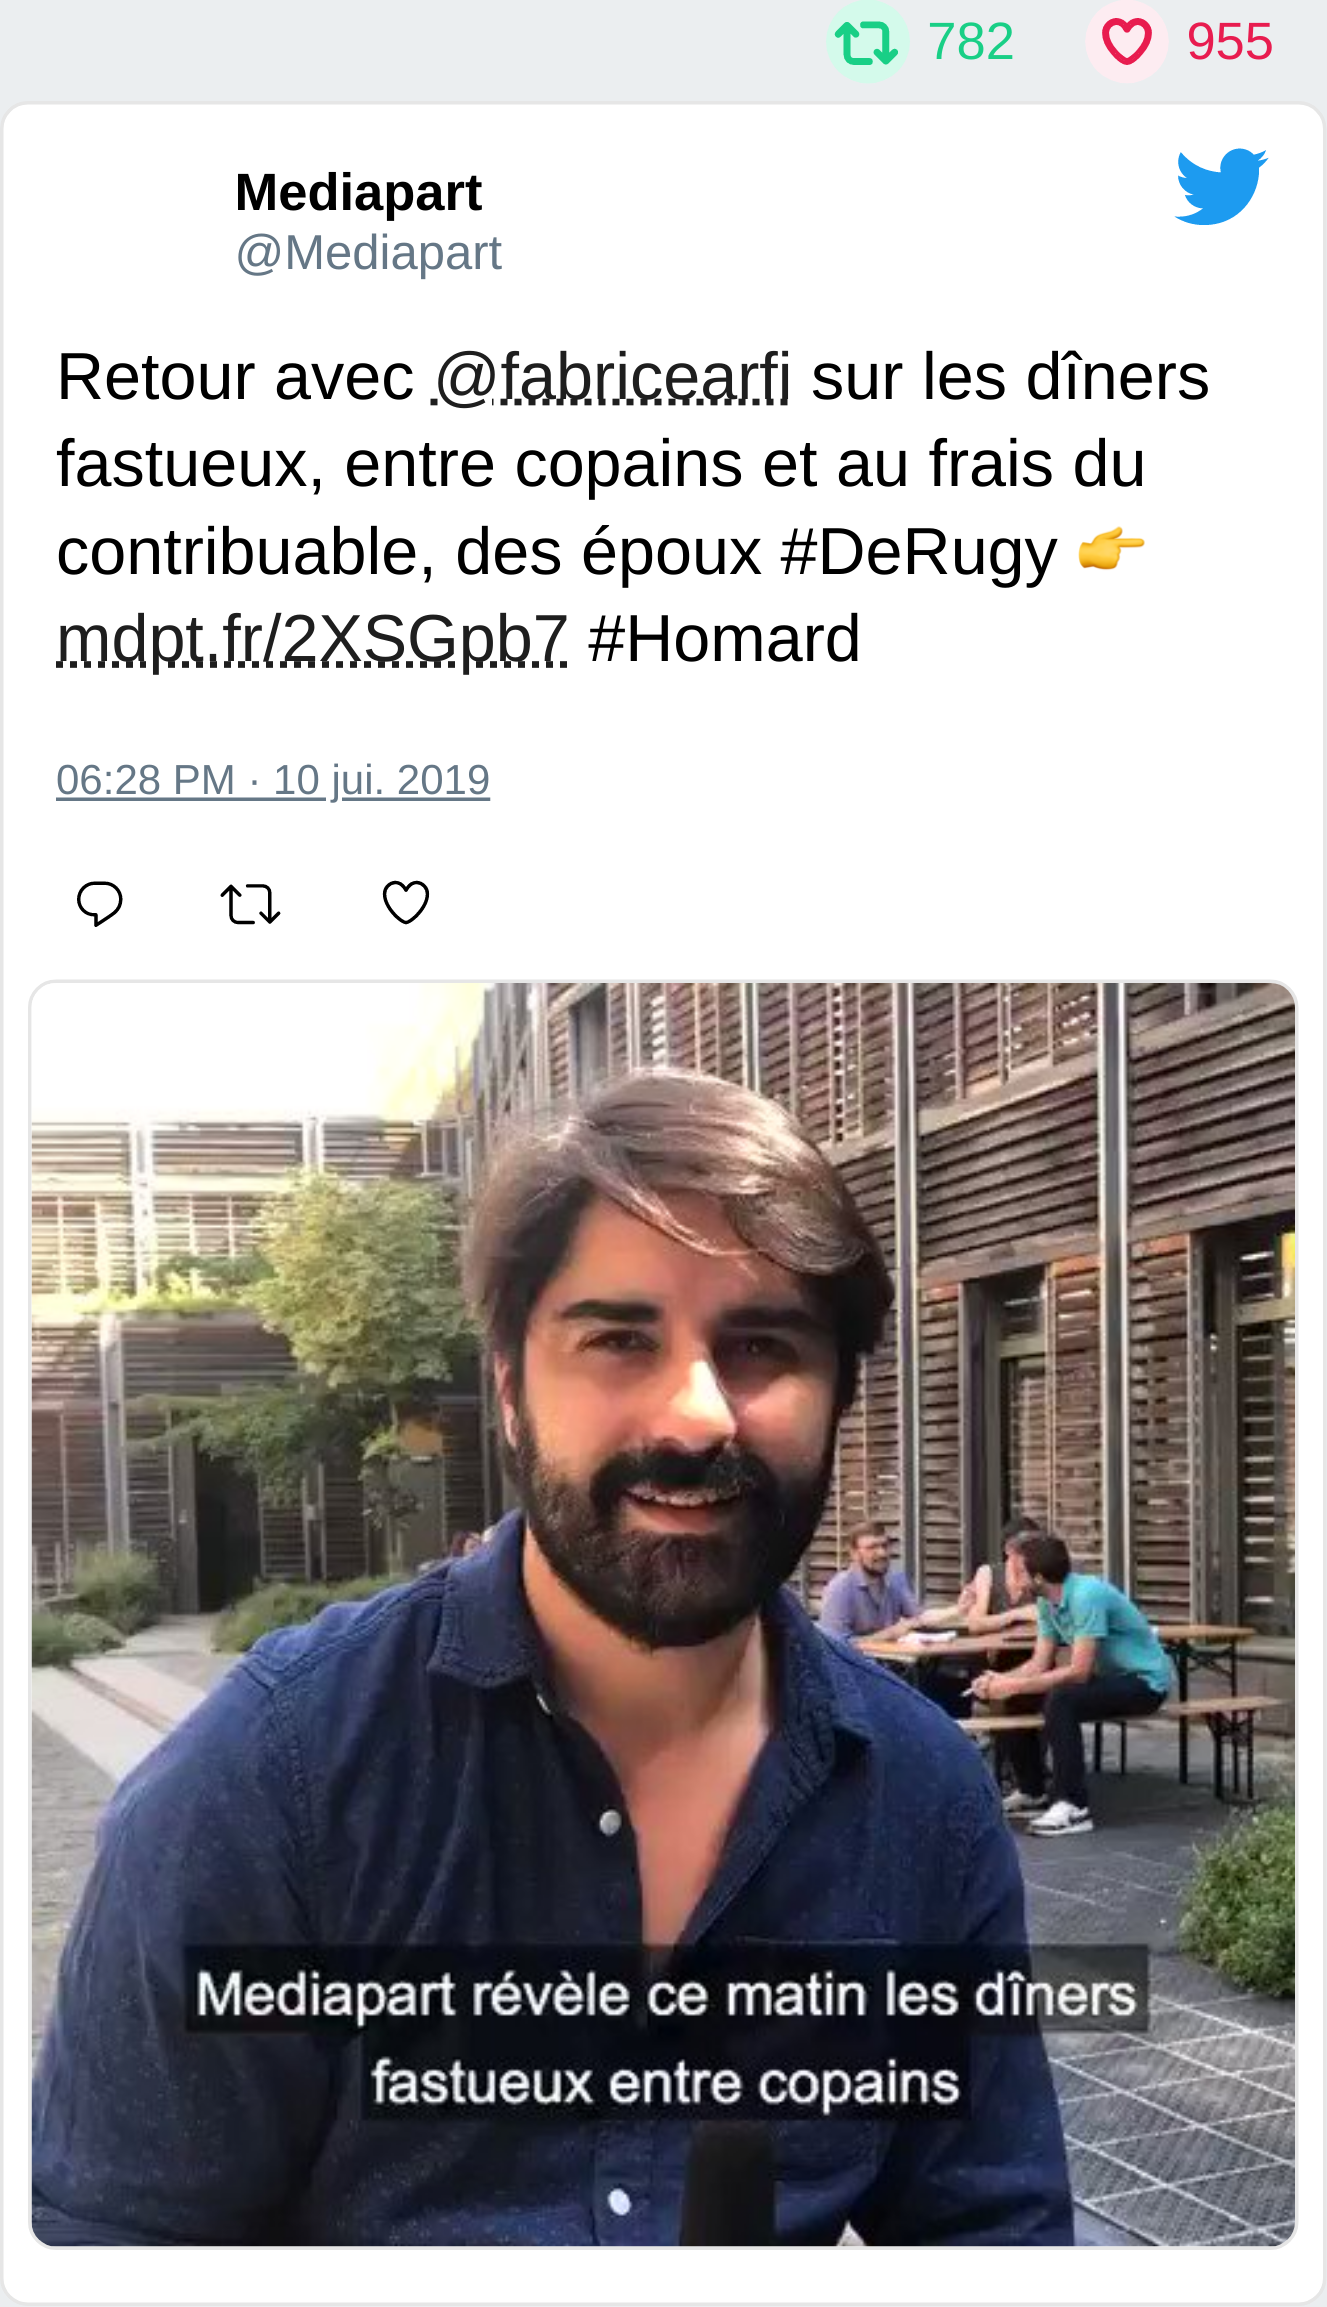 782 955
Mediapart
@Mediapart
Retour avec @fabricearfi sur les dîners
fastueux, entre copains et au frais du
contribuable, des époux #DeRugy 👉
mdpt.fr/2XSGpb7 #Homard
06:28 PM · 10 jui. 2019
Mediapart révèle ce matin les dîners
fastueux entre copains